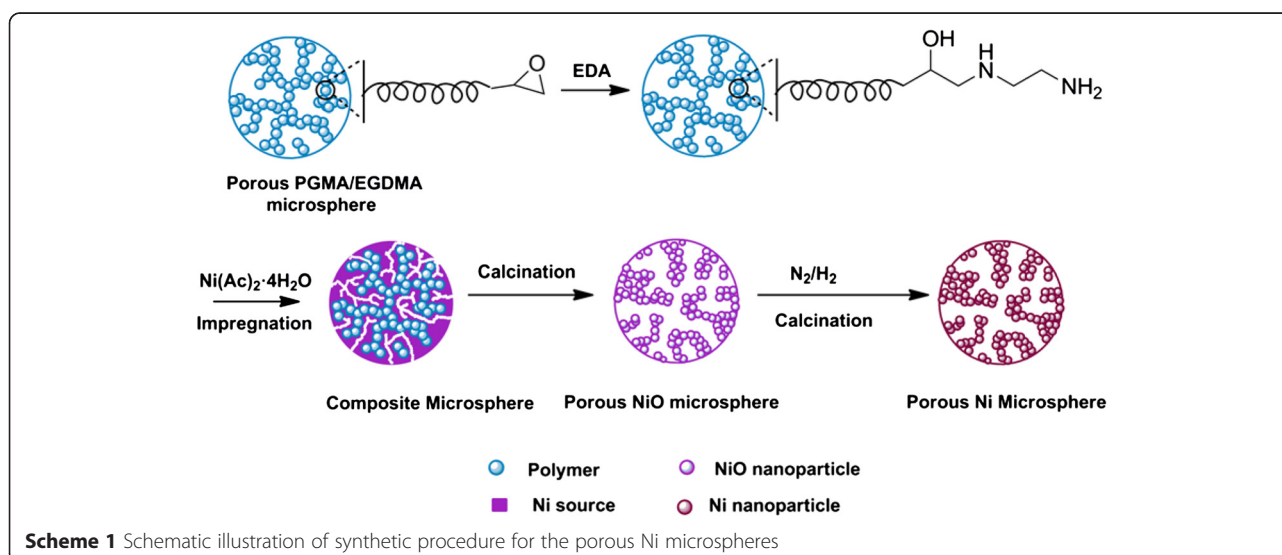 O
EDA
OH
H
N
NH₂
Porous PGMA/EGDMA
microsphere
Ni(Ac)₂·4H₂O
Impregnation
Calcination
N₂/H₂
Calcination
Composite Microsphere
Porous NiO microsphere
Porous Ni Microsphere
Polymer
NiO nanoparticle
Ni source
Ni nanoparticle
Scheme 1 Schematic illustration of synthetic procedure for the porous Ni microspheres